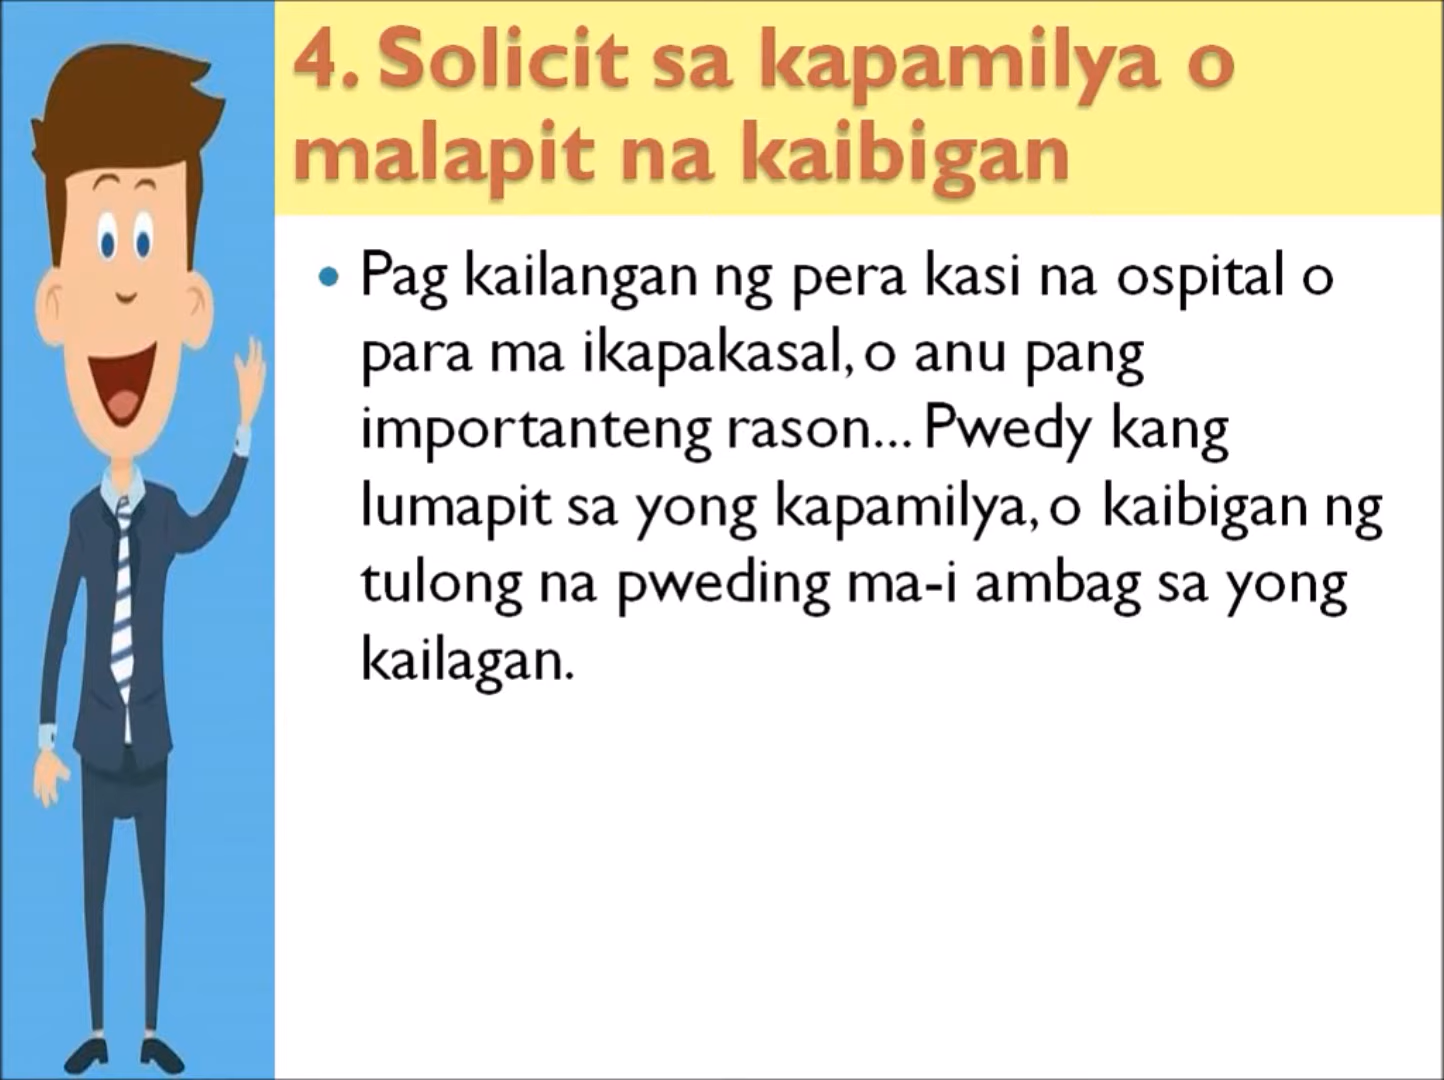 4. Solicit sa kapamilya o
malapit na kaibigan
• Pag kailangan ng pera kasi na ospital o
para ma ikapakasal, o anu pang
importanteng rason... Pwedy kang
lumapit sa yong kapamilya, o kaibigan ng
tulong na pweding ma-i ambag sa yong
kailagan.